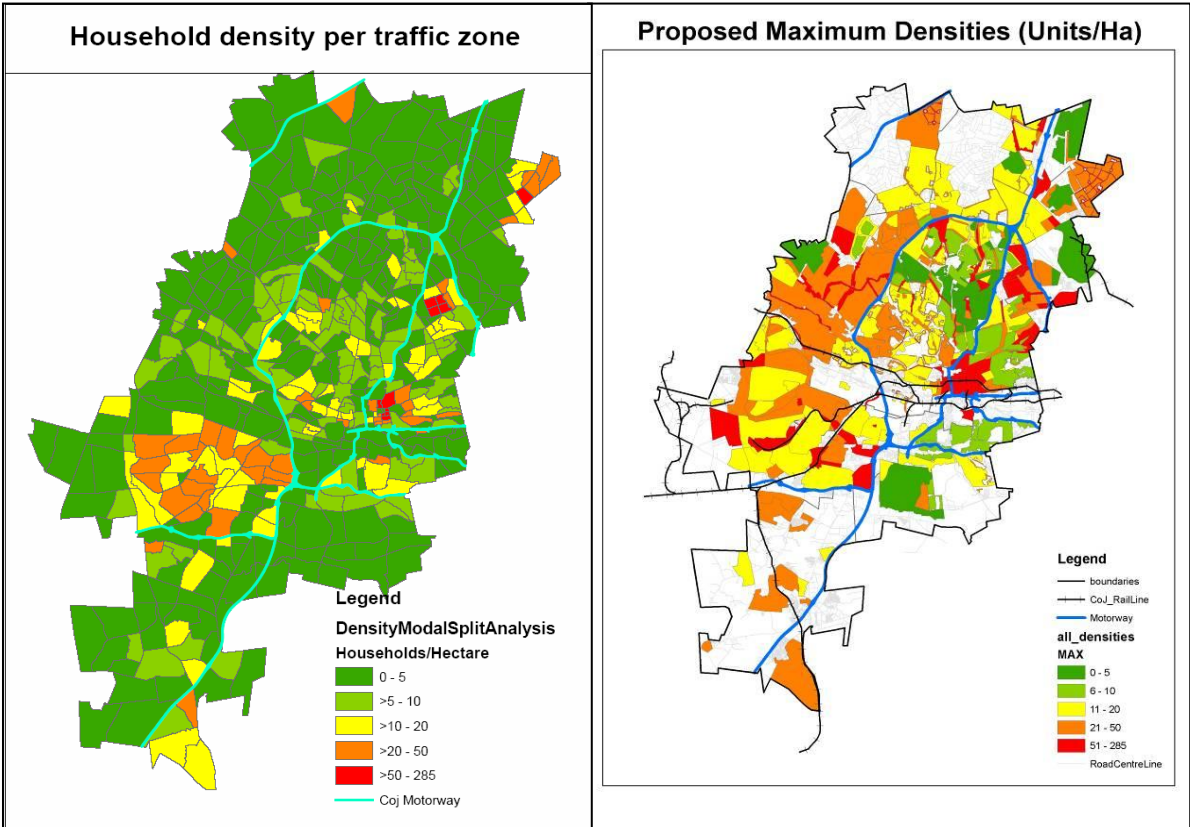 Household density per traffic zone
Legend
DensityModalSplitAnalysis
Households/Hectare
0 - 5
>5 - 10
>10 - 20
>20 - 50
>50 - 285
Coj Motorway
Proposed Maximum Densities (Units/Ha)
Legend
boundaries
CoJ_RailLine
Motorway
all_densities
MAX
0 - 5
6 - 10
11 - 20
21 - 50
51 - 285
RoadCentreLine